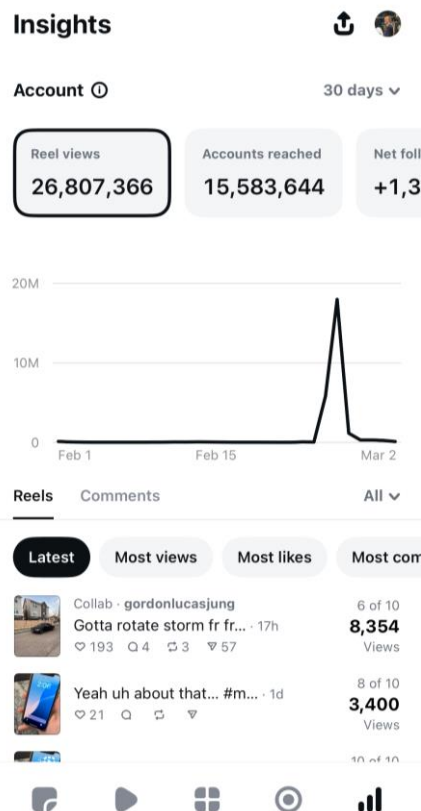 Insights
Account
30 days
Reel views
26,807,366
Accounts reached
15,583,644
Net foll
+1,3
20M
10M
0
Feb 1
Feb 15
Mar 2
Reels
Comments
All
Latest
Most views
Most likes
Most com
Collab · gordonlucasjung
Gotta rotate storm fr fr... · 17h
193 4 3 57
6 of 10
8,354
Views
Yeah uh about that... #m... · 1d
21
8 of 10
3,400
Views
10 of 10